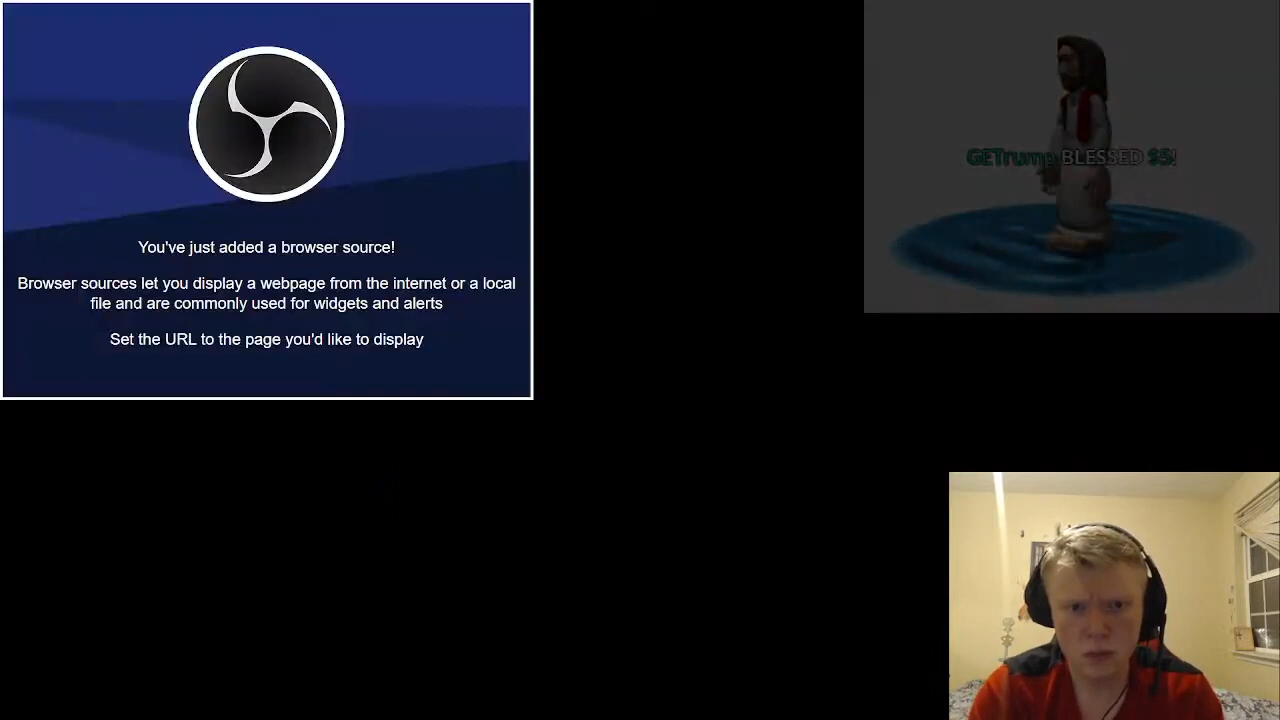 You've just added a browser source!
Browser sources let you display a webpage from the internet or a local
file and are commonly used for widgets and alerts
Set the URL to the page you'd like to display
GETrump BLESSED $5!